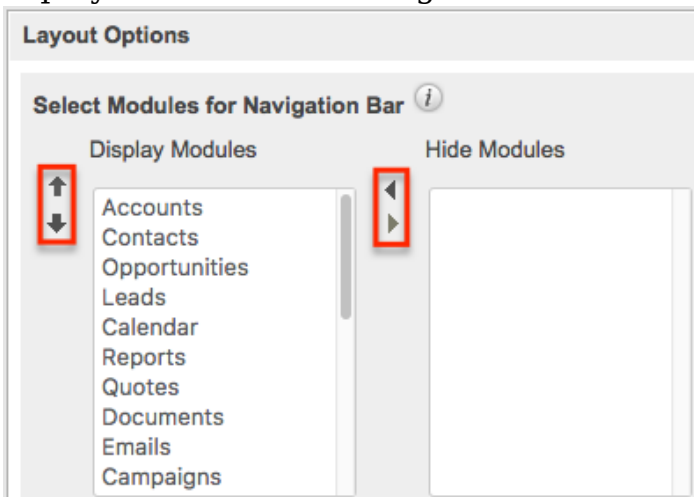 Layout Options
Select Modules for Navigation Bar i
Display Modules
Hide Modules
Accounts
Contacts
Opportunities
Leads
Calendar
Reports
Quotes
Documents
Emails
Campaigns